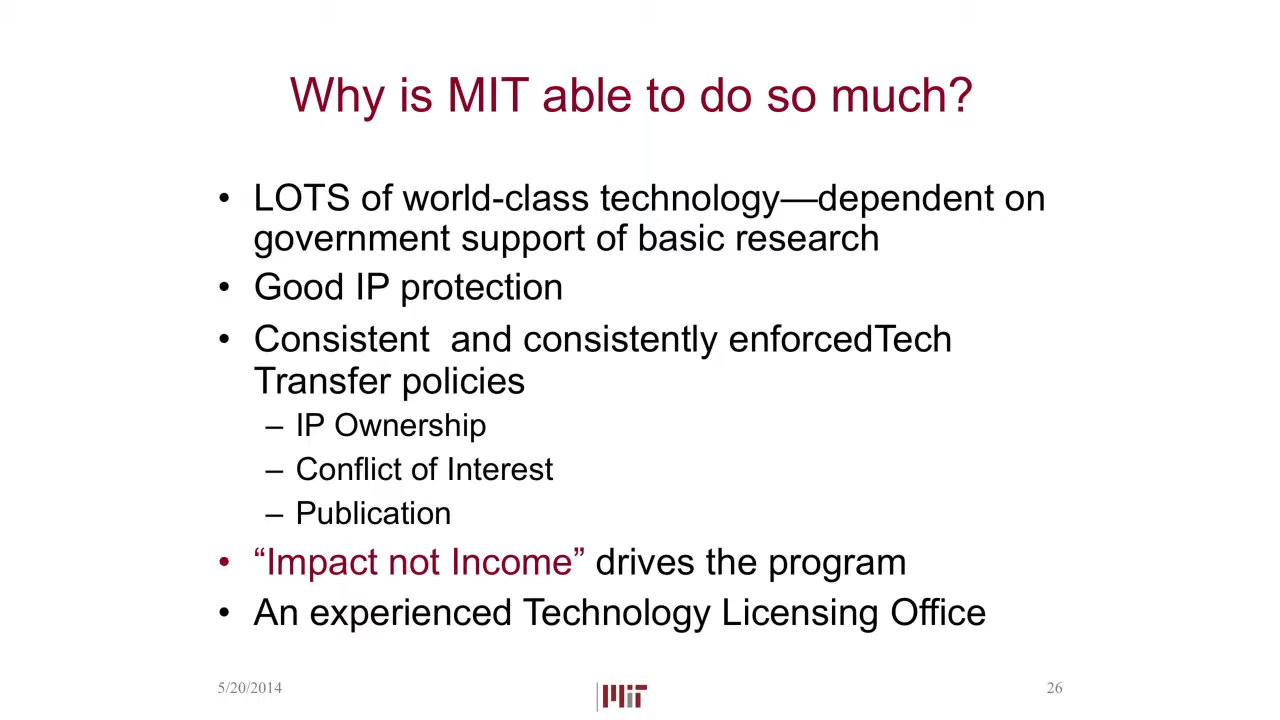 Why is MIT able to do so much?
• LOTS of world-class technology—dependent on
government support of basic research
• Good IP protection
• Consistent  and consistently enforcedTech
Transfer policies
– IP Ownership
– Conflict of Interest
– Publication
• “Impact not Income” drives the program
• An experienced Technology Licensing Office
5/20/2014
MIT
26